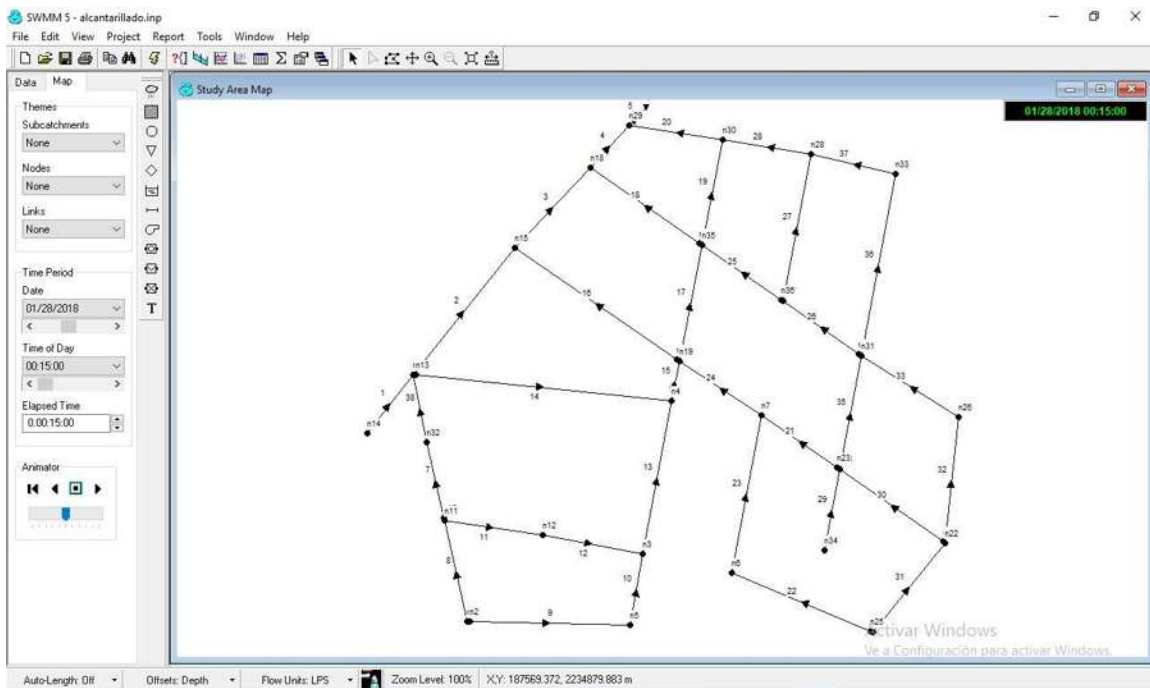 SWMM 5 - alcantarillado.inp
File Edit View Project Report Tools Window Help
Data Map
Study Area Map
01/28/2018 00:15:00
Themes
Subcatchments
None
Nodes
None
Links
None
Time Period
Date
01/28/2018
Time of Day
00:15:00
Elapsed Time
0.00:15:00
Animator
T
5
n29
20
n30
28
n28
37
n33
4
n18
3
19
18
27
n15
n35
25
36
2
16
17
n36
26
n31
n19
15
24
33
n13
1
14
n4
n7
n26
n14
38
n32
21
35
7
13
23
n23
32
30
n11
11
n12
12
n3
29
n22
n34
8
10
n6
31
22
9
n5
n25
Activar Windows
Ve a Configuración para activar Windows.
Auto-Length: Off Offsets: Depth Flow Units: LPS Zoom Level: 100% X,Y: 187569.372, 2234879.883 m